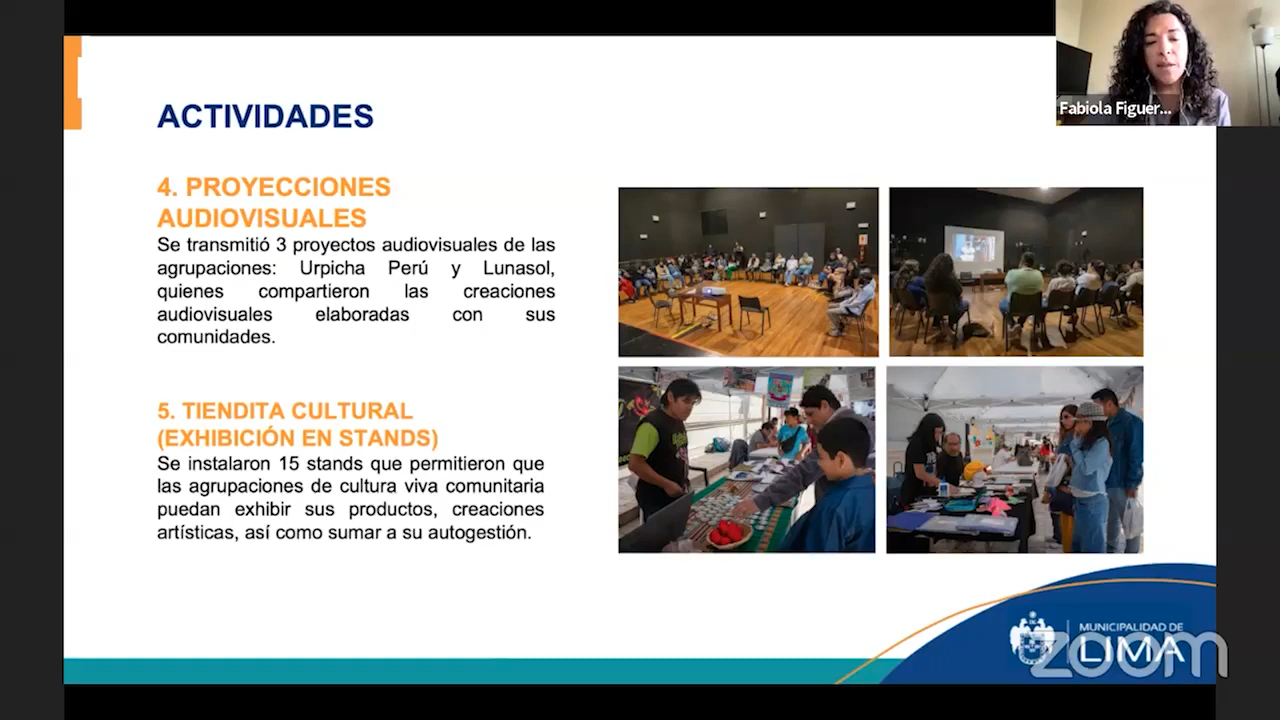 Fabiola Figuer...
ACTIVIDADES
4. PROYECCIONES
AUDIOVISUALES
Se transmitió 3 proyectos audiovisuales de las
agrupaciones: Urpicha Perú y Lunasol,
quienes compartieron las creaciones
audiovisuales elaboradas con sus
comunidades.
5. TIENDITA CULTURAL
(EXHIBICIÓN EN STANDS)
Se instalaron 15 stands que permitieron que
las agrupaciones de cultura viva comunitaria
puedan exhibir sus productos, creaciones
artísticas, así como sumar a su autogestión.
MUNICIPALIDAD DE
LIMA
zoom